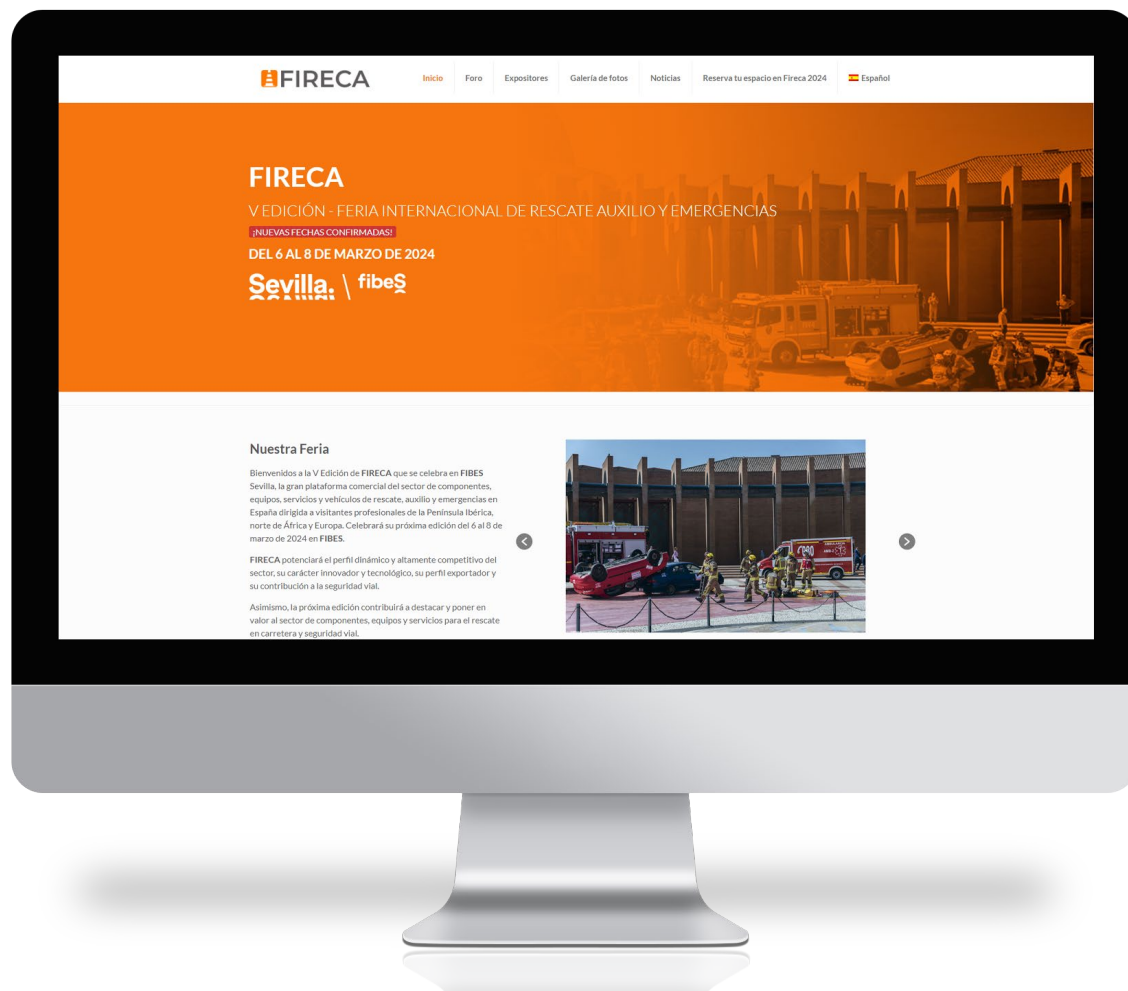 FIRECA
Inicio
Foro
Expositores
Galería de fotos
Noticias
Reserva tu espacio en Fireca 2024
Español
FIRECA
V EDICIÓN - FERIA INTERNACIONAL DE RESCATE AUXILIO Y EMERGENCIAS
¡NUEVAS FECHAS CONFIRMADAS!
DEL 6 AL 8 DE MARZO DE 2024
Sevilla. \ fibes
Nuestra Feria
Bienvenidos a la V Edición de FIRECA que se celebra en FIBES
Sevilla, la gran plataforma comercial del sector de componentes,
equipos, servicios y vehículos de rescate, auxilio y emergencias en
España dirigida a visitantes profesionales de la Península Ibérica,
norte de África y Europa. Celebrará su próxima edición del 6 al 8 de
marzo de 2024 en FIBES.
FIRECA potenciará el perfil dinámico y altamente competitivo del
sector, su carácter innovador y tecnológico, su perfil exportador y
su contribución a la seguridad vial.
Asimismo, la próxima edición contribuirá a destacar y poner en
valor al sector de componentes, equipos y servicios para el rescate
en carretera y seguridad vial.